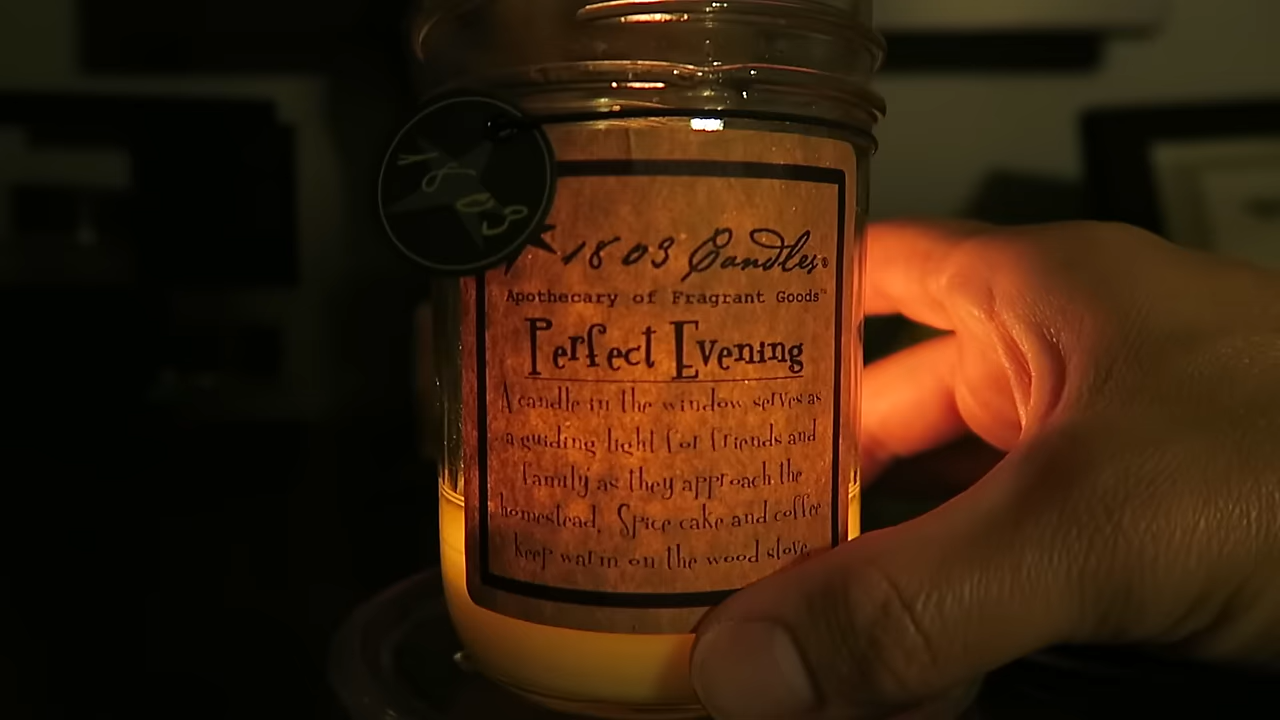 1803
1803 Candles®
Apothecary of Fragrant Goods™
Perfect Evening
A candle in the window serves as
a guiding light for friends and
family as they approach the
homestead. Spice cake and coffee
keep warm on the wood stove.